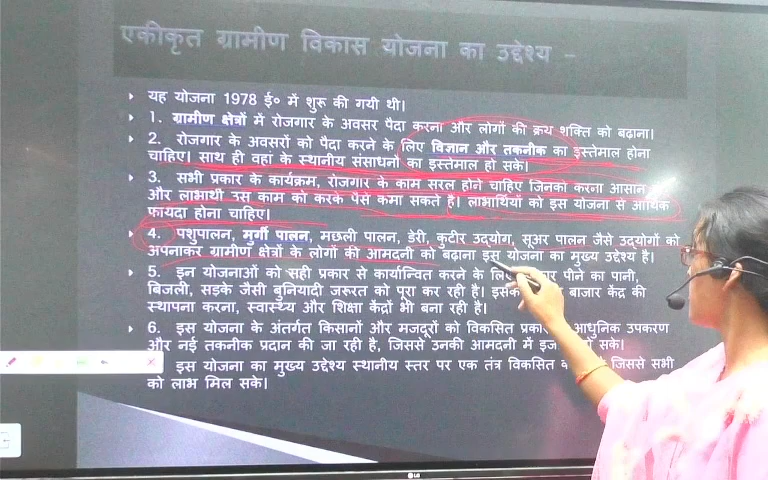 एकीकृत ग्रामीण विकास योजना का उद्देश्य -
यह योजना 1978 ई० में शुरू की गयी थी।
1. ग्रामीण क्षेत्रों में रोजगार के अवसर पैदा करना और लोगों की क्रय शक्ति को बढ़ाना।
2. रोजगार के अवसरों को पैदा करने के लिए विज्ञान और तकनीक का इस्तेमाल होना
चाहिए। साथ ही वहां के स्थानीय संसाधनों का इस्तेमाल हो सके।
3. सभी प्रकार के कार्यक्रम, रोजगार के काम सरल होने चाहिए जिनको करना आसान
और लाभार्थी उस काम को करके पैसे कमा सकते है। लाभार्थियों को इस योजना से आर्थिक
फायदा होना चाहिए।
4. पशुपालन, मुर्गी पालन, मछली पालन, डेरी, कुटीर उद्योग, सूअर पालन जैसे उद्योगों को
अपनाकर ग्रामीण क्षेत्रों के लोगों की आमदनी को बढ़ाना इस योजना का मुख्य उद्देश्य है।
5. इन योजनाओं को सही प्रकार से कार्यान्वित करने के पीने का पानी,
बिजली, सड़के जैसी बुनियादी जरुरत को पूरा कर रही है। बाजार केंद्र की
स्थापना करना, स्वास्थ्य और शिक्षा केंद्रों भी बना रही है।
6. इस योजना के अंतर्गत किसानों और मजदूरों को विकसित आधुनिक उपकरण
और नई तकनीक प्रदान की जा रही है, जिससे उनकी आमदनी में सके।
इस योजना का मुख्य उद्देश्य स्थानीय स्तर पर एक तंत्र विकसित जिससे सभी
को लाभ मिल सके।
LG